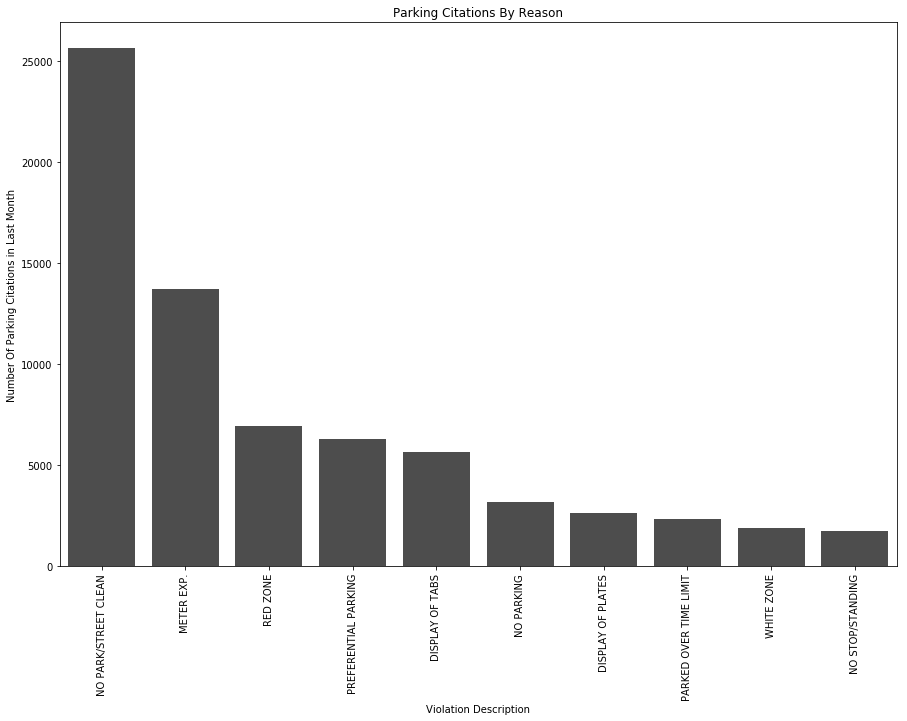 Parking Citations By Reason
Number Of Parking Citations in Last Month
25000
20000
15000
10000
5000
0
NO PARK/STREET CLEAN
METER EXP.
RED ZONE
PREFERENTIAL PARKING
DISPLAY OF TABS
NO PARKING
DISPLAY OF PLATES
PARKED OVER TIME LIMIT
WHITE ZONE
NO STOP/STANDING
Violation Description